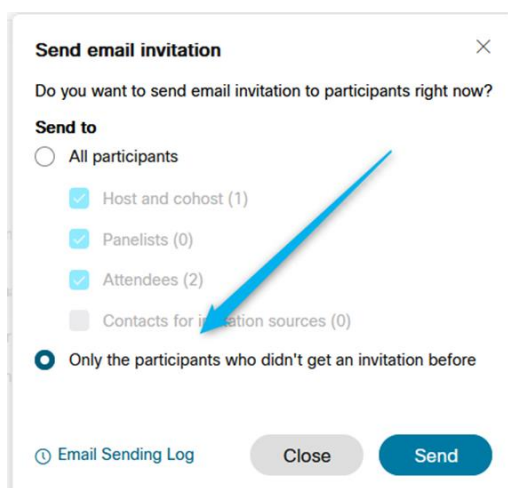 Send email invitation
Do you want to send email invitation to participants right now?
Send to
All participants
Host and cohost (1)
Panelists (0)
Attendees (2)
Contacts for invitation sources (0)
Only the participants who didn't get an invitation before
Email Sending Log
Close
Send